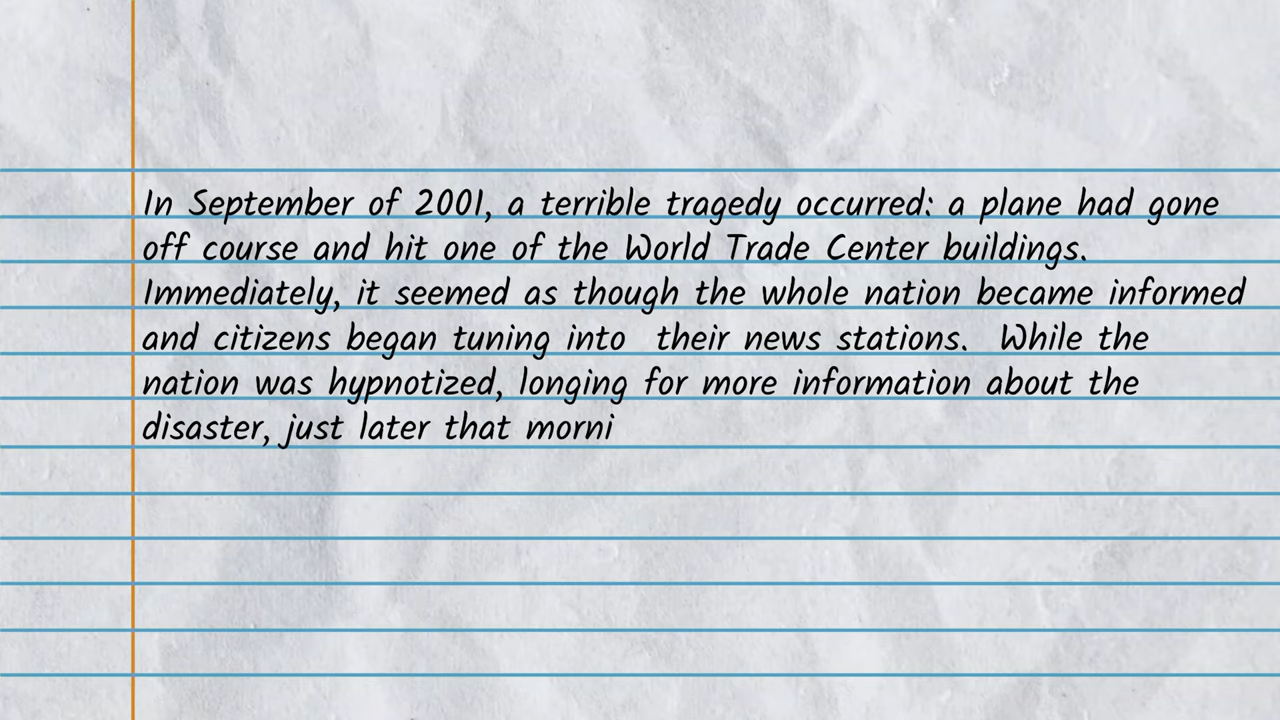 In September of 2001, a terrible tragedy occurred: a plane had gone
off course and hit one of the World Trade Center buildings.
Immediately, it seemed as though the whole nation became informed
and citizens began tuning into  their news stations.  While the
nation was hypnotized, longing for more information about the
disaster, just later that morni